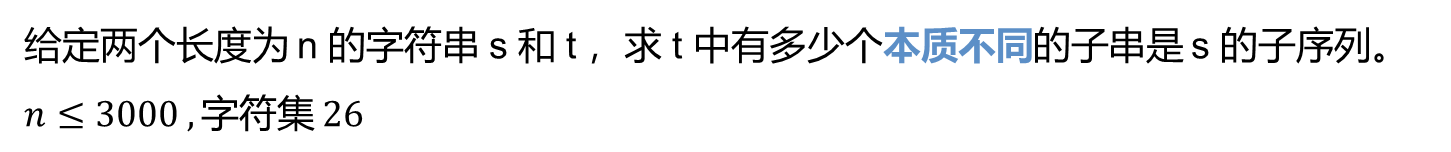 给定两个长度为 n 的字符串 s 和 t，求 t 中有多少个本质不同的子串是 s 的子序列。
n ≤ 3000 , 字符集 26